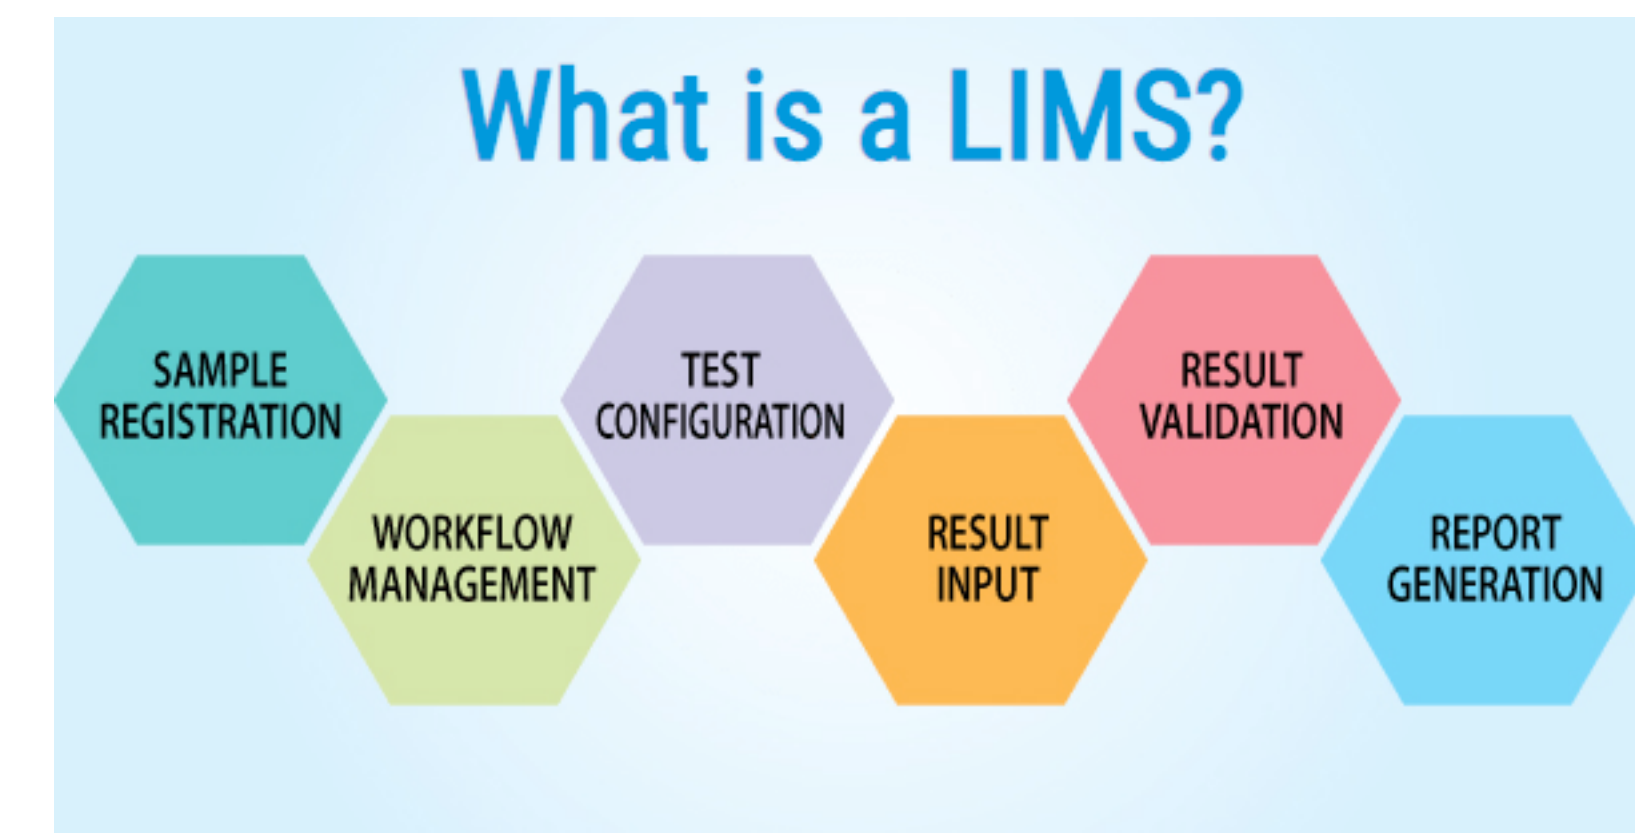 What is a LIMS?
SAMPLE
REGISTRATION
WORKFLOW
MANAGEMENT
TEST
CONFIGURATION
RESULT
INPUT
RESULT
VALIDATION
REPORT
GENERATION